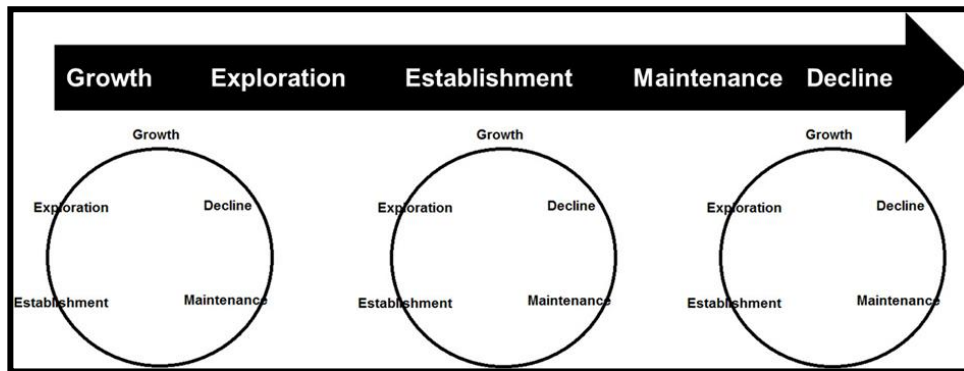 Growth Exploration Establishment Maintenance Decline
Growth Growth Growth
Exploration Decline Exploration Decline Exploration Decline
Establishment Maintenance Establishment Maintenance Establishment Maintenance